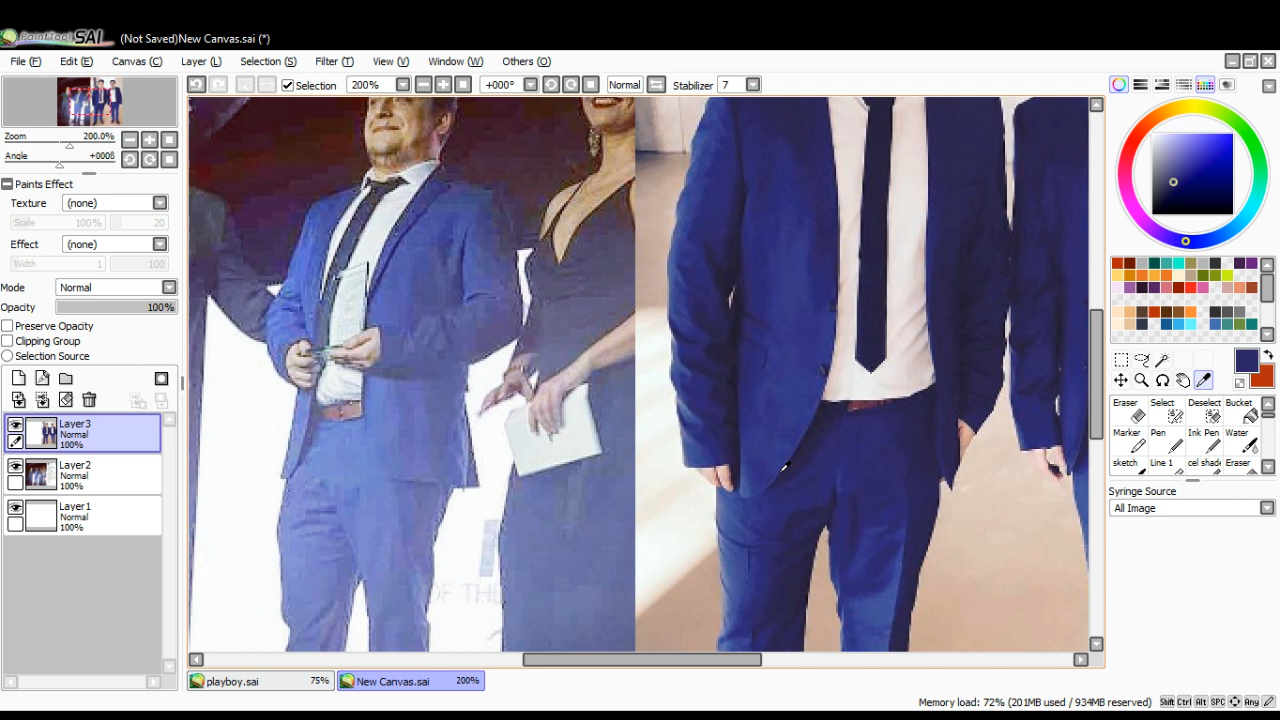 PaintTool SAI (Not Saved)New Canvas.sai (*)
File (F) Edit (E) Canvas (C) Layer (L) Selection (S) Filter (T) View (V) Window (W) Others (O)
Selection 200% +000° Normal Stabilizer 7
Zoom 200.0%
Angle +000°
Paints Effect
Texture (none)
Scale 100% 20
Effect (none)
Width 1 100
Mode Normal
Opacity 100%
Preserve Opacity
Clipping Group
Selection Source
Layer3
Normal
100%
Layer2
Normal
100%
Layer1
Normal
100%
OF THE
Eraser Select Deselect Bucket
Marker Pen Ink Pen Water
sketch Line 1 cel shade Eraser
Syringe Source
All Image
playboy.sai 75% New Canvas.sai 200%
Memory load: 72% (201MB used / 934MB reserved) Shift Ctrl Alt SPC Any